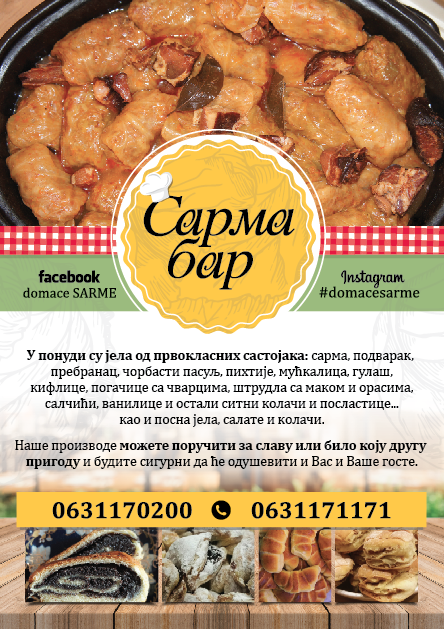 Сарма
бар
facebook
domace SARME
Instagram
#domacesarme
У понуди су јела од првокласних састојака: сарма, подварак,
пребранац, чорбасти пасуљ, пихтије, мућкалица, гулаш,
кифлице, погачице са чварцима, штрудла са маком и орасима,
салчићи, ванилице и остали ситни колачи и посластице...
као и посна јела, салате и колачи.
Наше производе можете поручити за славу или било коју другу
пригоду и будите сигурни да ће одушевити и Вас и Ваше госте.
0631170200 0631171171